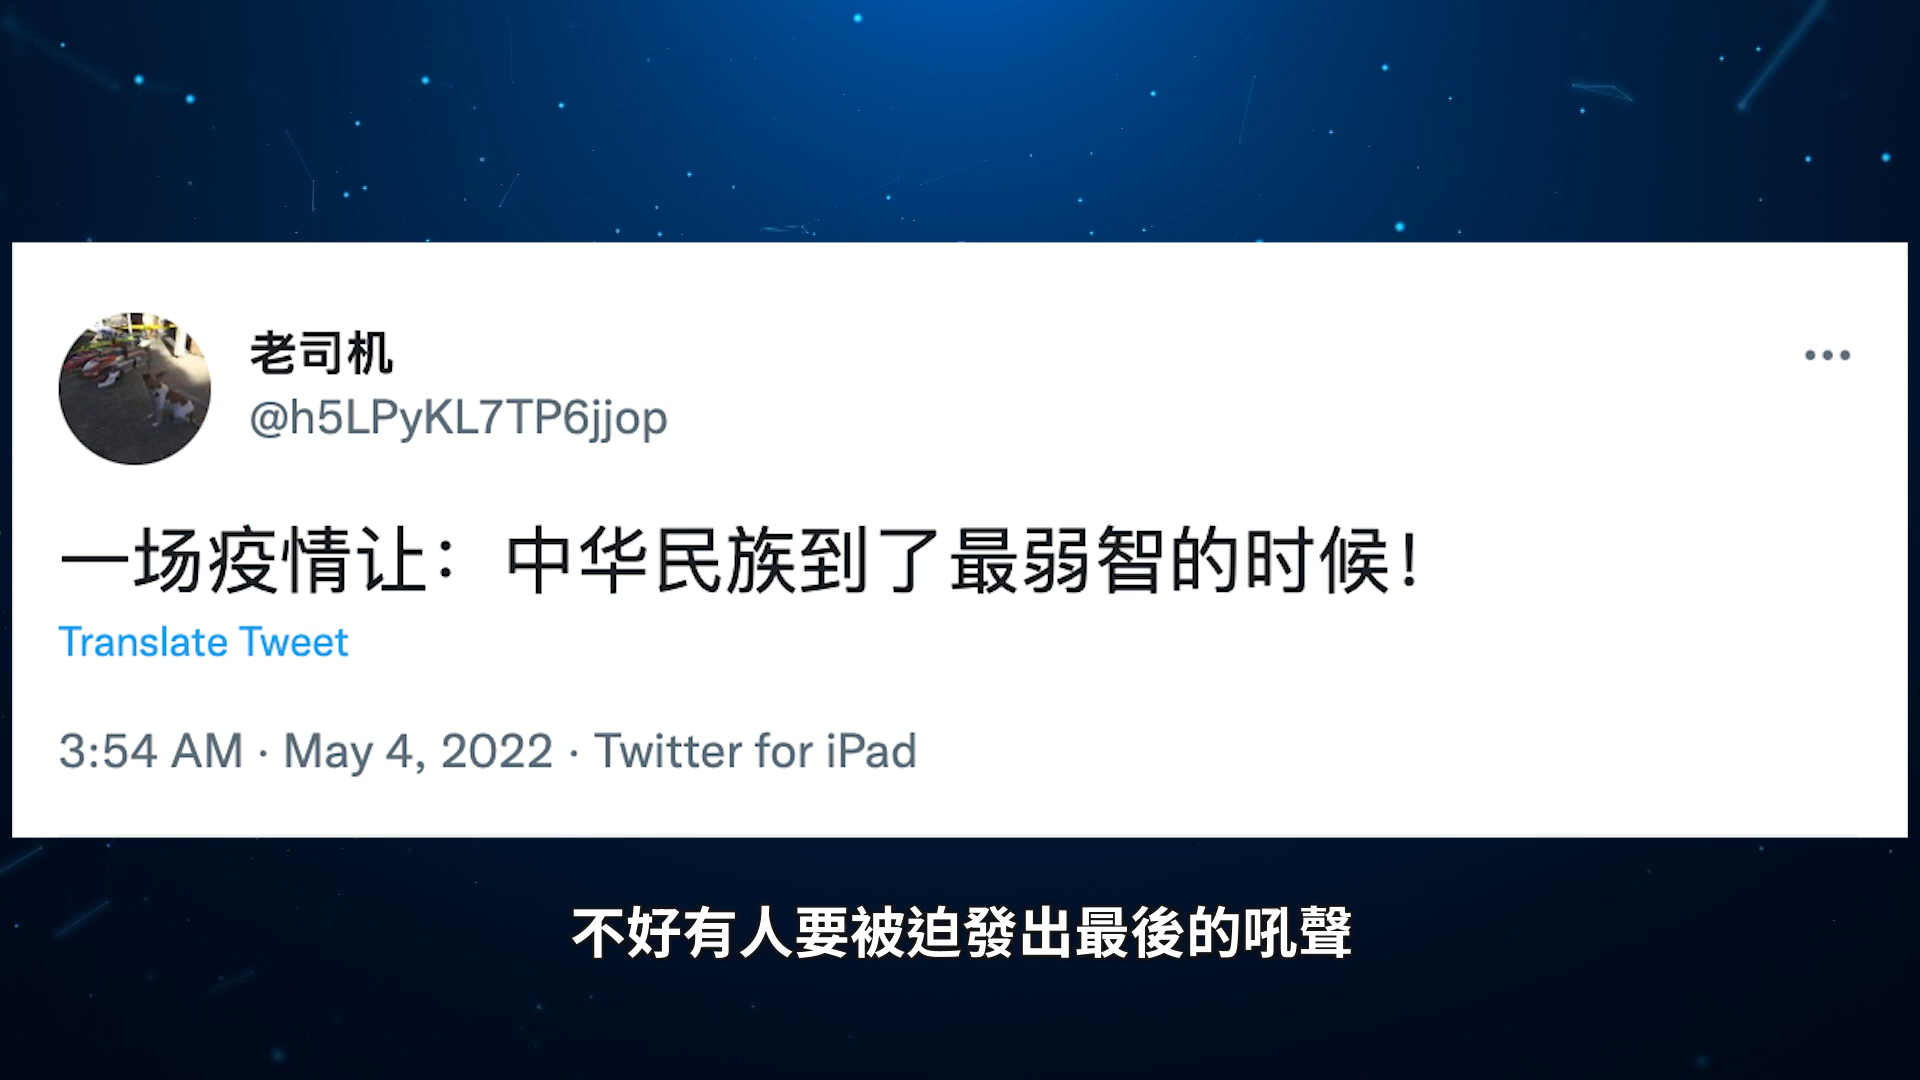 老司机
@h5LPyKL7TP6jjop
一场疫情让：中华民族到了最弱智的时候！
Translate Tweet
3:54 AM · May 4, 2022 · Twitter for iPad
不好有人要被迫發出最後的吼聲